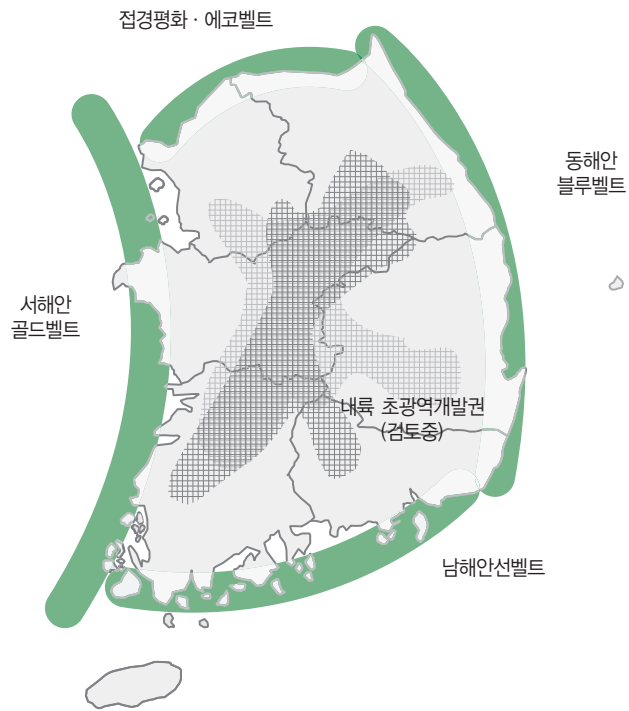 접경평화 · 에코벨트
동해안
블루벨트
서해안
골드벨트
내륙 초광역개발권
(검토중)
남해안선벨트